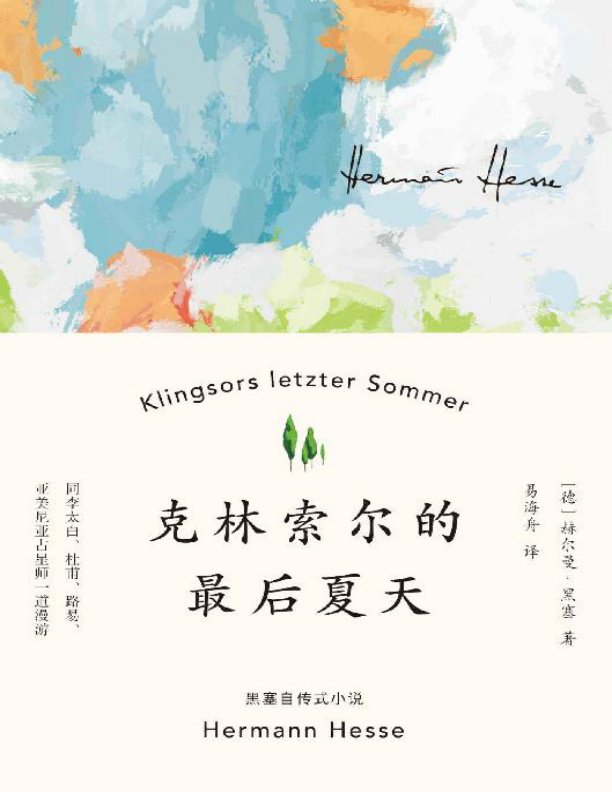 Hermann Hesse
Klingsors letzter Sommer
克林索尔的
最后夏天
[德] 赫尔曼·黑塞 著
易海舟 译
同李太白、杜甫、路易、
亚美尼亚占星师一道漫游
黑塞自传式小说
Hermann Hesse